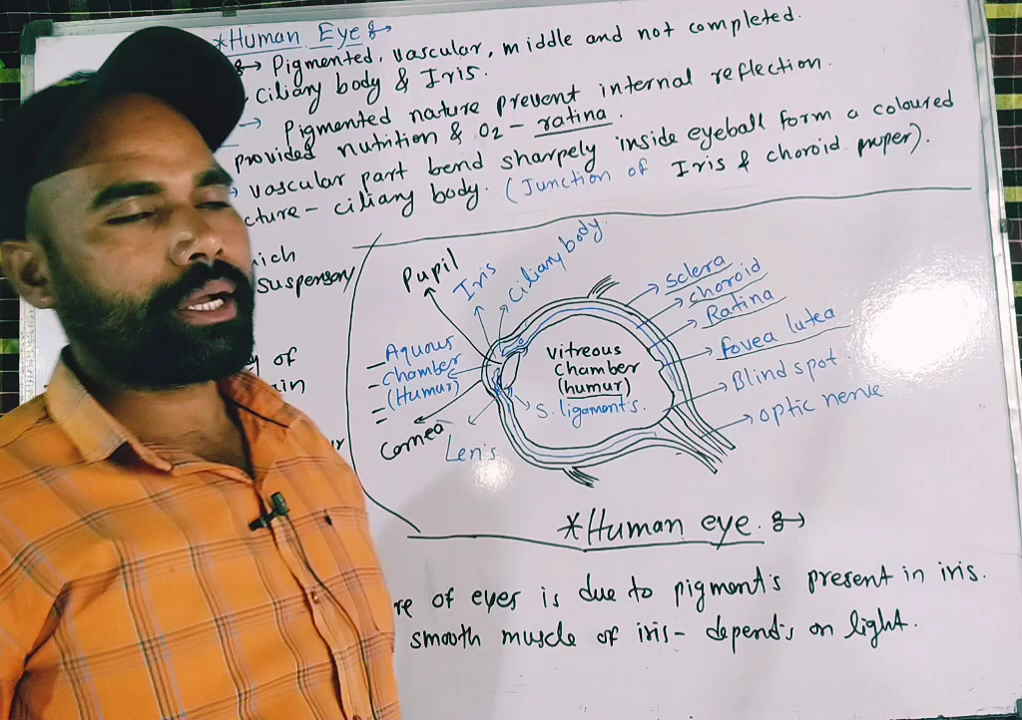 *Human Eye :→
:→ Pigmented, vascular, middle and not completed.
, ciliary body & Iris.
→ Pigmented nature prevent internal reflection.
provided nutrition & O2 – ratina.
vascular part bend sharpely inside eyeball form a coloured
cture – ciliary body. (Junction of Iris & choroid proper).
hich
suspensory
y of
in
Pupil
Iris
Ciliary body
Aquous
Chamber
(Humur)
Cornea
Lens
vitreous
chamber
(humur)
S. ligament's.
Sclera
choroid
Ratina
fovea lutea
Blind spot.
optic nerve
*Human eye. :→
re of eyes is due to pigment's present in iris.
smooth muscle of iris – depend's on light.